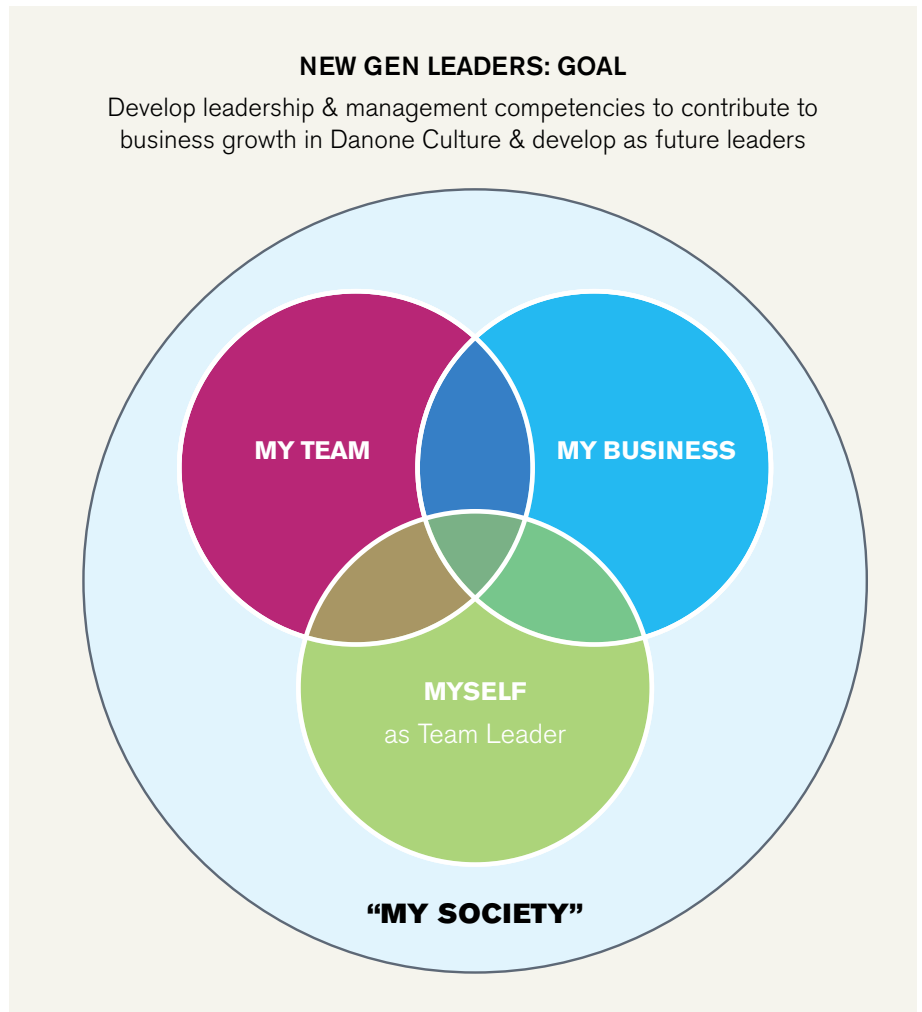 NEW GEN LEADERS: GOAL
Develop leadership & management competencies to contribute to
business growth in Danone Culture & develop as future leaders
MY TEAM
MY BUSINESS
MYSELF
as Team Leader
“MY SOCIETY”